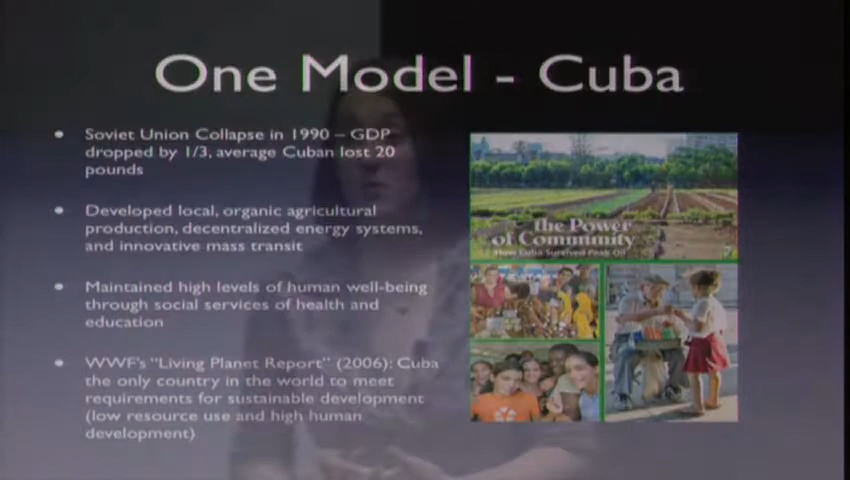 One Model - Cuba
• Soviet Union Collapse in 1990 – GDP
dropped by 1/3, average Cuban lost 20
pounds
• Developed local, organic agricultural
production, decentralized energy systems,
and innovative mass transit
• Maintained high levels of human well-being
through social services of health and
education
• WWF's "Living Planet Report" (2006): Cuba
the only country in the world to meet
requirements for sustainable development
(low resource use and high human
development)
the Power
of Community
How Cuba Survived Peak Oil